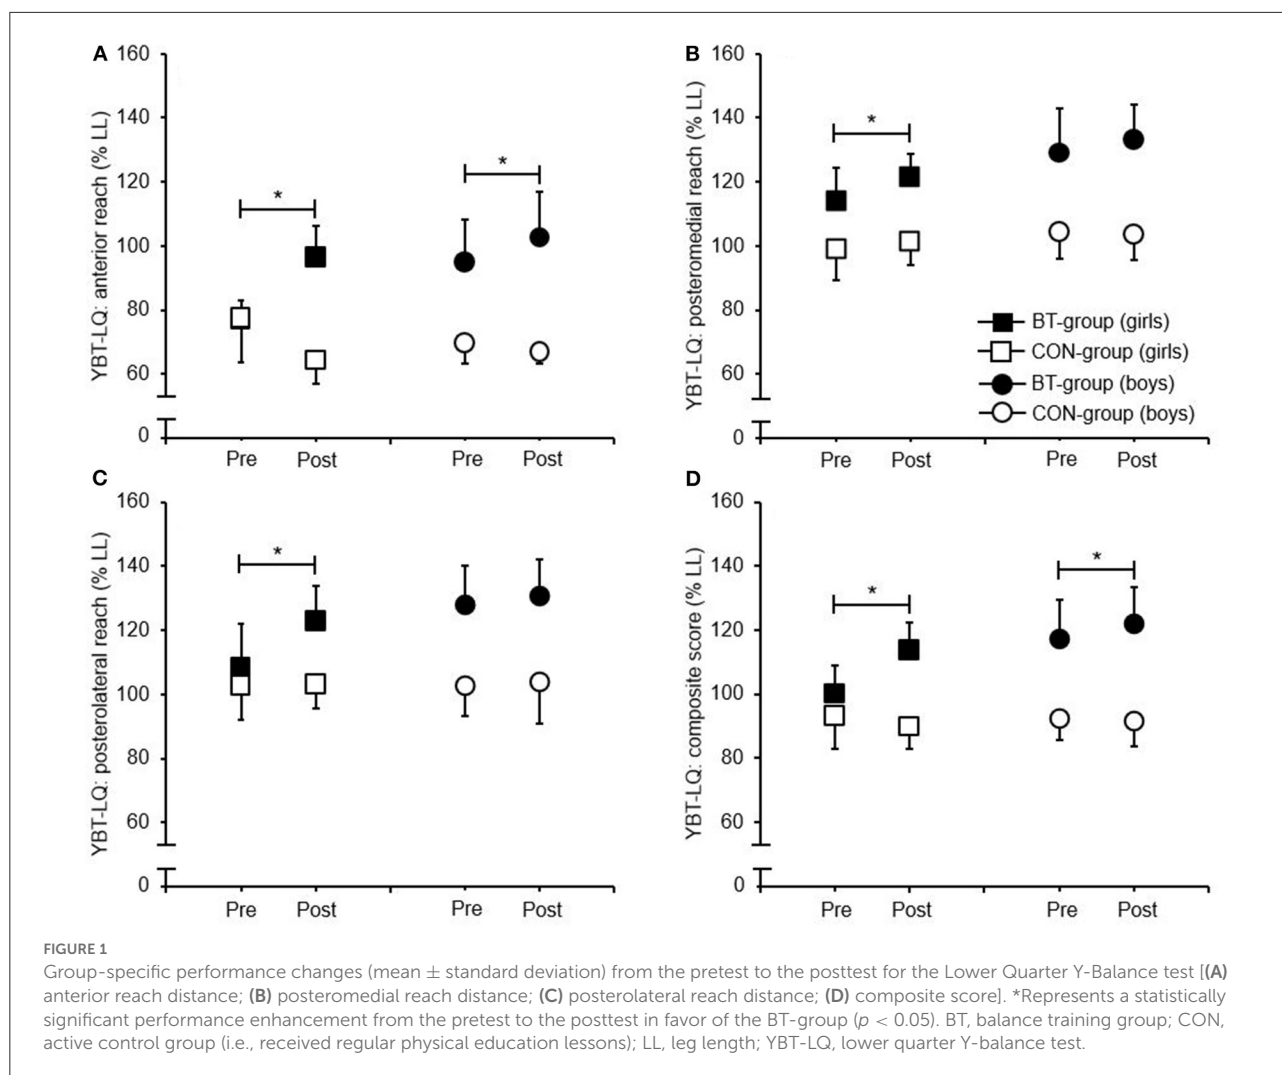 A
160
140
120
100
80
60
0
YBT-LQ: anterior reach (% LL)
*
*
Pre
Post
Pre
Post
B
160
140
120
100
80
60
0
YBT-LQ: posteromedial reach (% LL)
*
BT-group (girls)
CON-group (girls)
BT-group (boys)
CON-group (boys)
Pre
Post
Pre
Post
C
160
140
120
100
80
60
0
YBT-LQ: posterolateral reach (% LL)
*
Pre
Post
Pre
Post
D
160
140
120
100
80
60
0
YBT-LQ: composite score (% LL)
*
*
Pre
Post
Pre
Post
FIGURE 1
Group-specific performance changes (mean ± standard deviation) from the pretest to the posttest for the Lower Quarter Y-Balance test [(A)
anterior reach distance; (B) posteromedial reach distance; (C) posterolateral reach distance; (D) composite score]. *Represents a statistically
significant performance enhancement from the pretest to the posttest in favor of the BT-group (p < 0.05). BT, balance training group; CON,
active control group (i.e., received regular physical education lessons); LL, leg length; YBT-LQ, lower quarter Y-balance test.